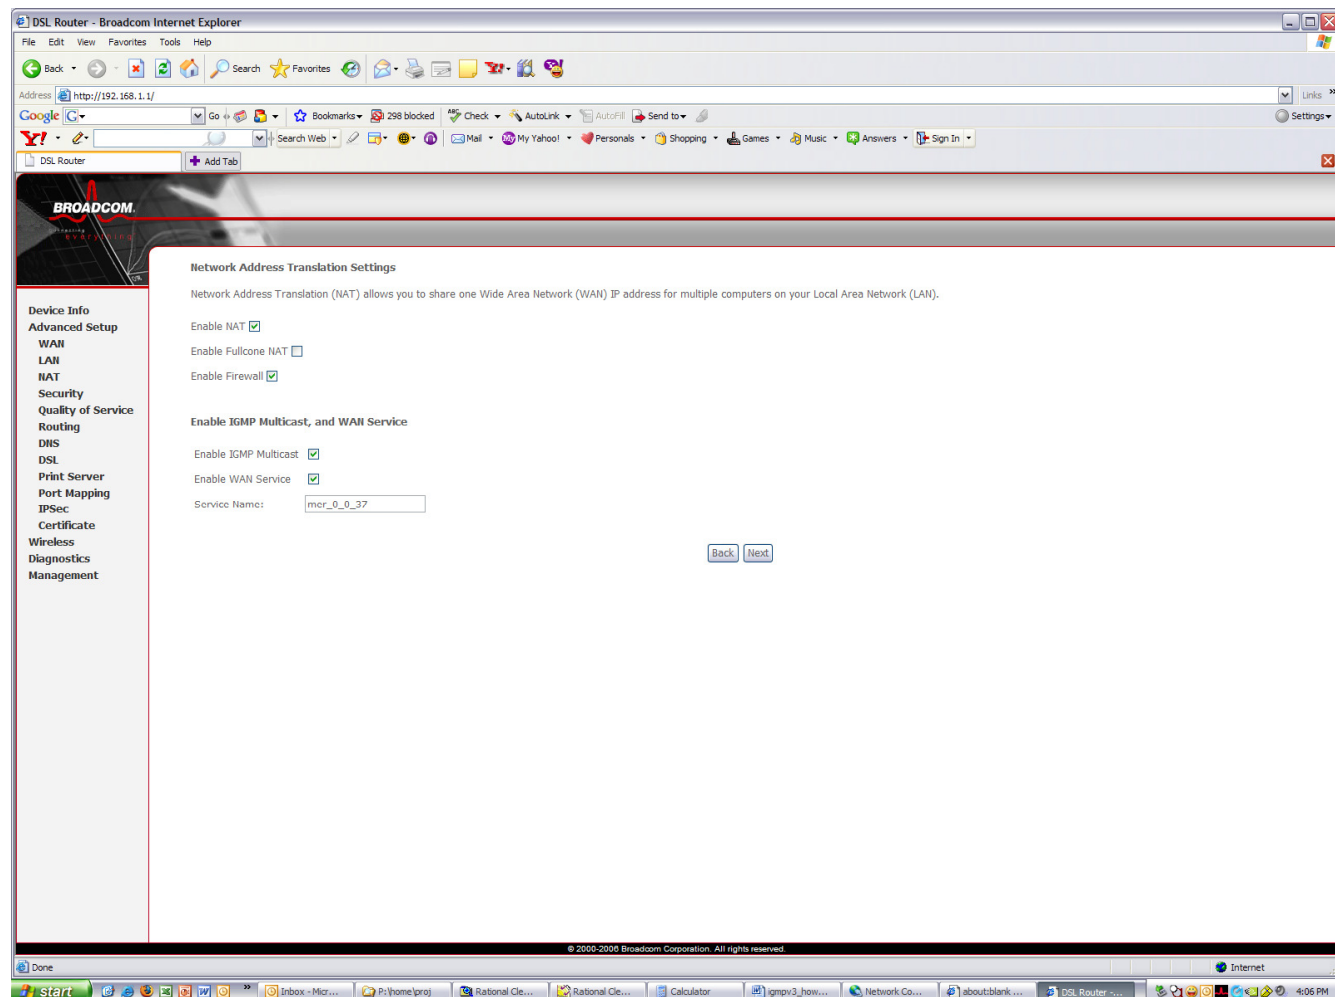 DSL Router - Broadcom Internet Explorer
File Edit View Favorites Tools Help
Back Search Favorites
Address http://192.168.1.1/ Links »
Google G Go Bookmarks 298 blocked ABC Check AutoLink AutoFill Send to Settings
Y! Search Web Mail My Yahoo! Personals Shopping Games Music Answers Sign In
DSL Router Add Tab
BROADCOM.
everything
Network Address Translation Settings
Network Address Translation (NAT) allows you to share one Wide Area Network (WAN) IP address for multiple computers on your Local Area Network (LAN).
Enable NAT
Enable Fullcone NAT
Enable Firewall
Enable IGMP Multicast, and WAN Service
Enable IGMP Multicast
Enable WAN Service
Service Name: mer_0_0_37
Back Next
Device Info
Advanced Setup
WAN
LAN
NAT
Security
Quality of Service
Routing
DNS
DSL
Print Server
Port Mapping
IPSec
Certificate
Wireless
Diagnostics
Management
© 2000-2006 Broadcom Corporation. All rights reserved.
Done Internet
start » Inbox - Micr... P:\home\proj Rational Cle... Rational Cle... Calculator igmpv3_how... Network Co... about:blank ... DSL Router -... 4:06 PM